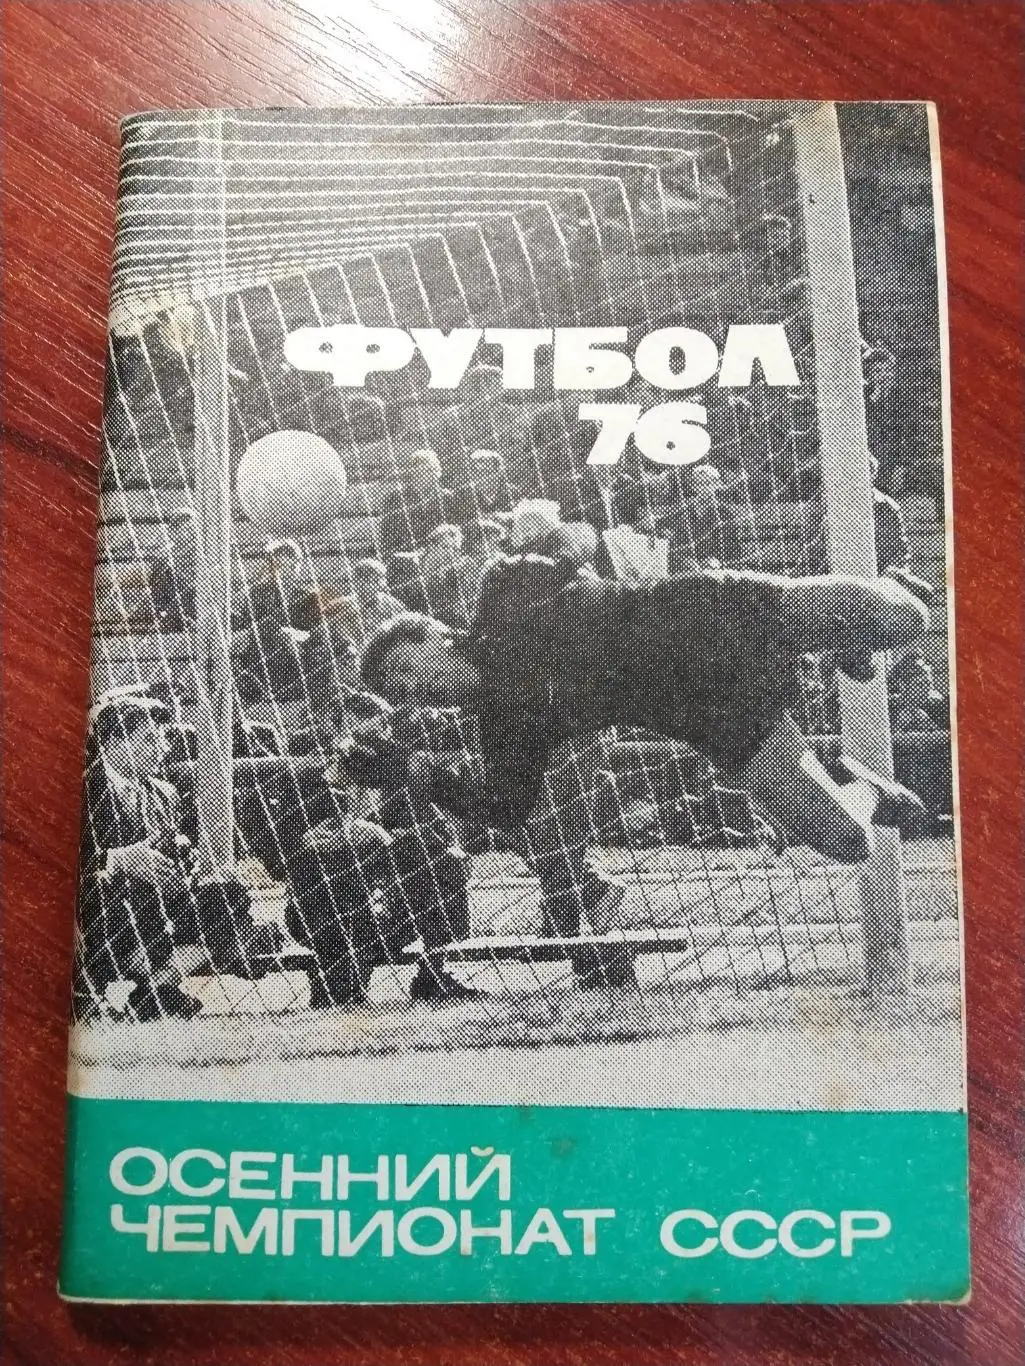 ФУТБОЛ
76
ОСЕННИЙ
ЧЕМПИОНАТ СССР